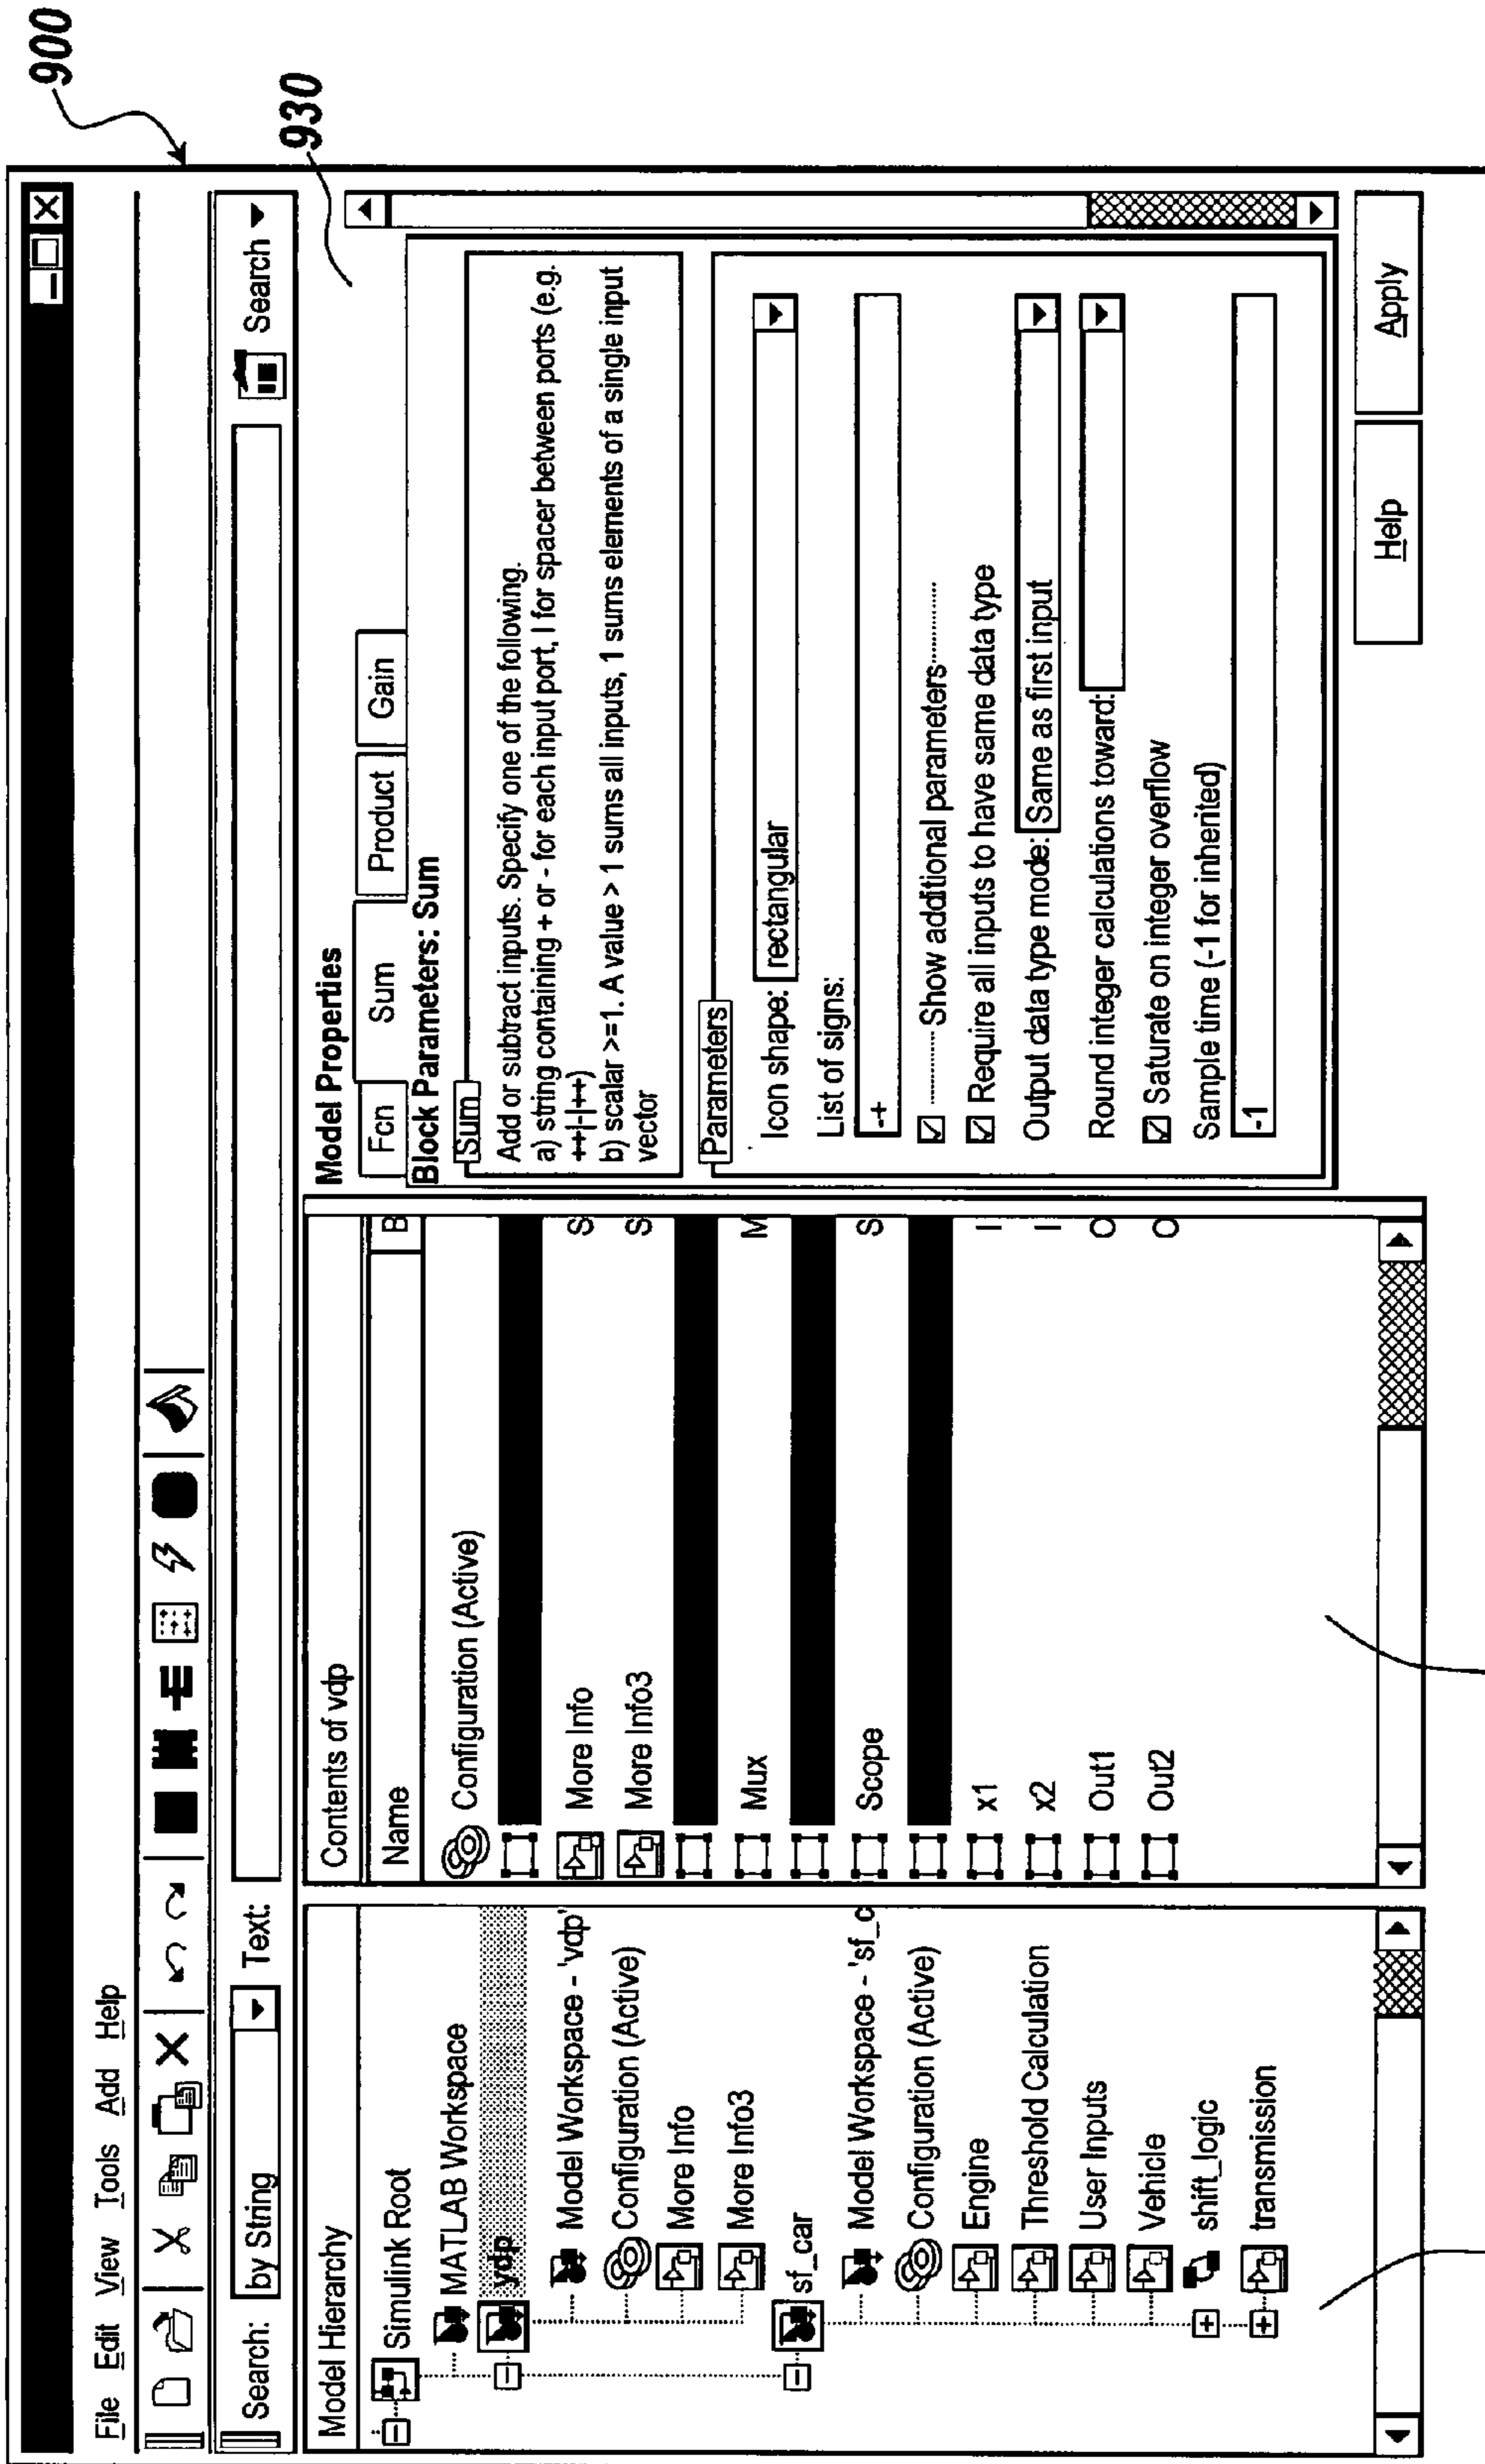 900
File Edit View Tools Add Help
Search: by String Text: Search
930
Model Hierarchy
Simulink Root
MATLAB Workspace
vdp
Model Workspace - 'vdp'
Configuration (Active)
More Info
More Info3
sf_car
Model Workspace - 'sf_c
Configuration (Active)
Engine
Threshold Calculation
User Inputs
Vehicle
shift_logic
transmission
Contents of vdp
Name B
Configuration (Active)
More Info S
More Info3 S
Mux M
Scope S
x1 I
x2 I
Out1 O
Out2 O
Model Properties
Fcn Sum Product Gain
Block Parameters: Sum
Sum
Add or subtract inputs. Specify one of the following.
a) string containing + or - for each input port, I for spacer between ports (e.g.
++|-|++)
b) scalar >=1. A value > 1 sums all inputs, 1 sums elements of a single input
vector
Parameters
Icon shape: rectangular
List of signs:
-+
Show additional parameters
Require all inputs to have same data type
Output data type mode: Same as first input
Round integer calculations toward:
Saturate on integer overflow
Sample time (-1 for inherited)
-1
Help Apply